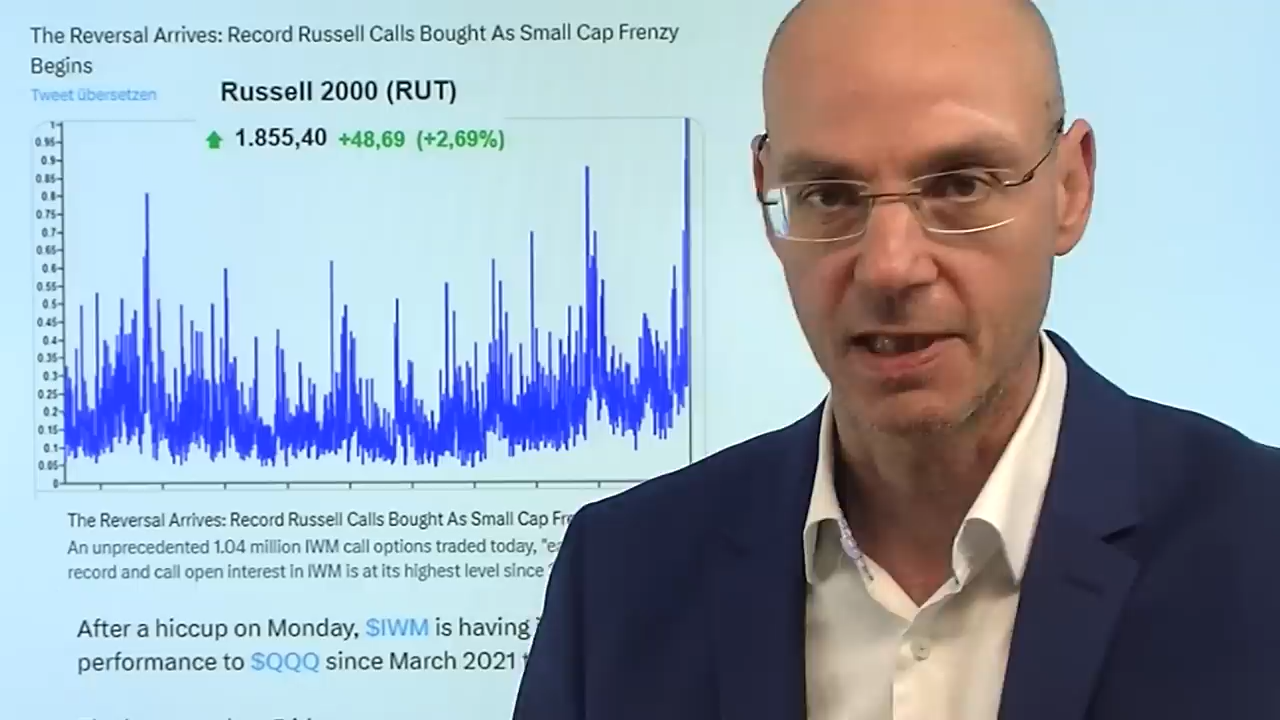 The Reversal Arrives: Record Russell Calls Bought As Small Cap Frenzy
Begins
Tweet übersetzen
Russell 2000 (RUT)
1.855,40 +48,69 (+2,69%)
1
0.95
0.9
0.85
0.8
0.75
0.7
0.65
0.6
0.55
0.5
0.45
0.4
0.35
0.3
0.25
0.2
0.15
0.1
0.05
0
The Reversal Arrives: Record Russell Calls Bought As Small Cap
An unprecedented 1.04 million IWM call options traded today,
record and call open interest in IWM is at its highest level since
After a hiccup on Monday, $IWM is having
performance to $QQQ since March 2021